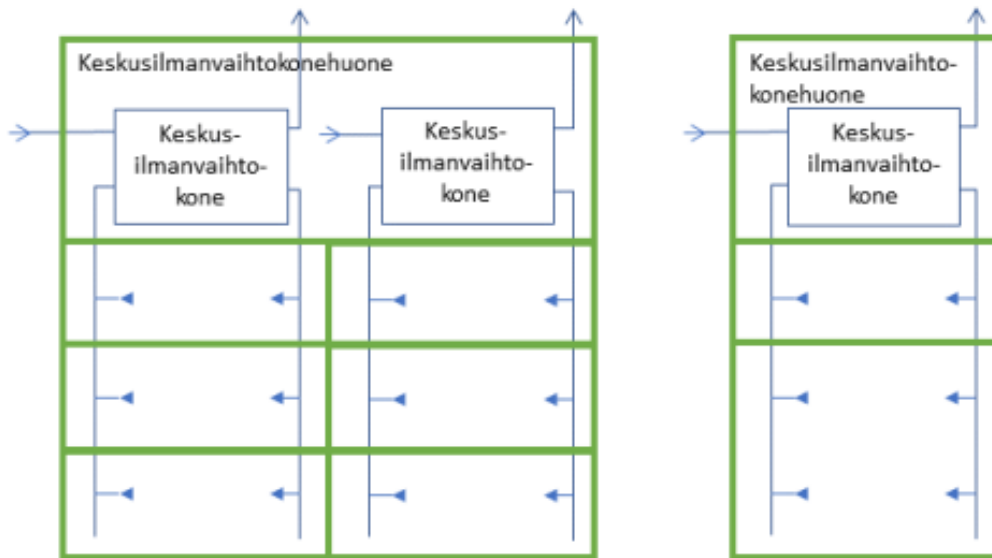 Keskusilmanvaihtokonehuone
Keskus-
ilmanvaihto-
kone
Keskus-
ilmanvaihto-
kone
Keskusilmanvaihto-
konehuone
Keskus-
ilmanvaihto-
kone